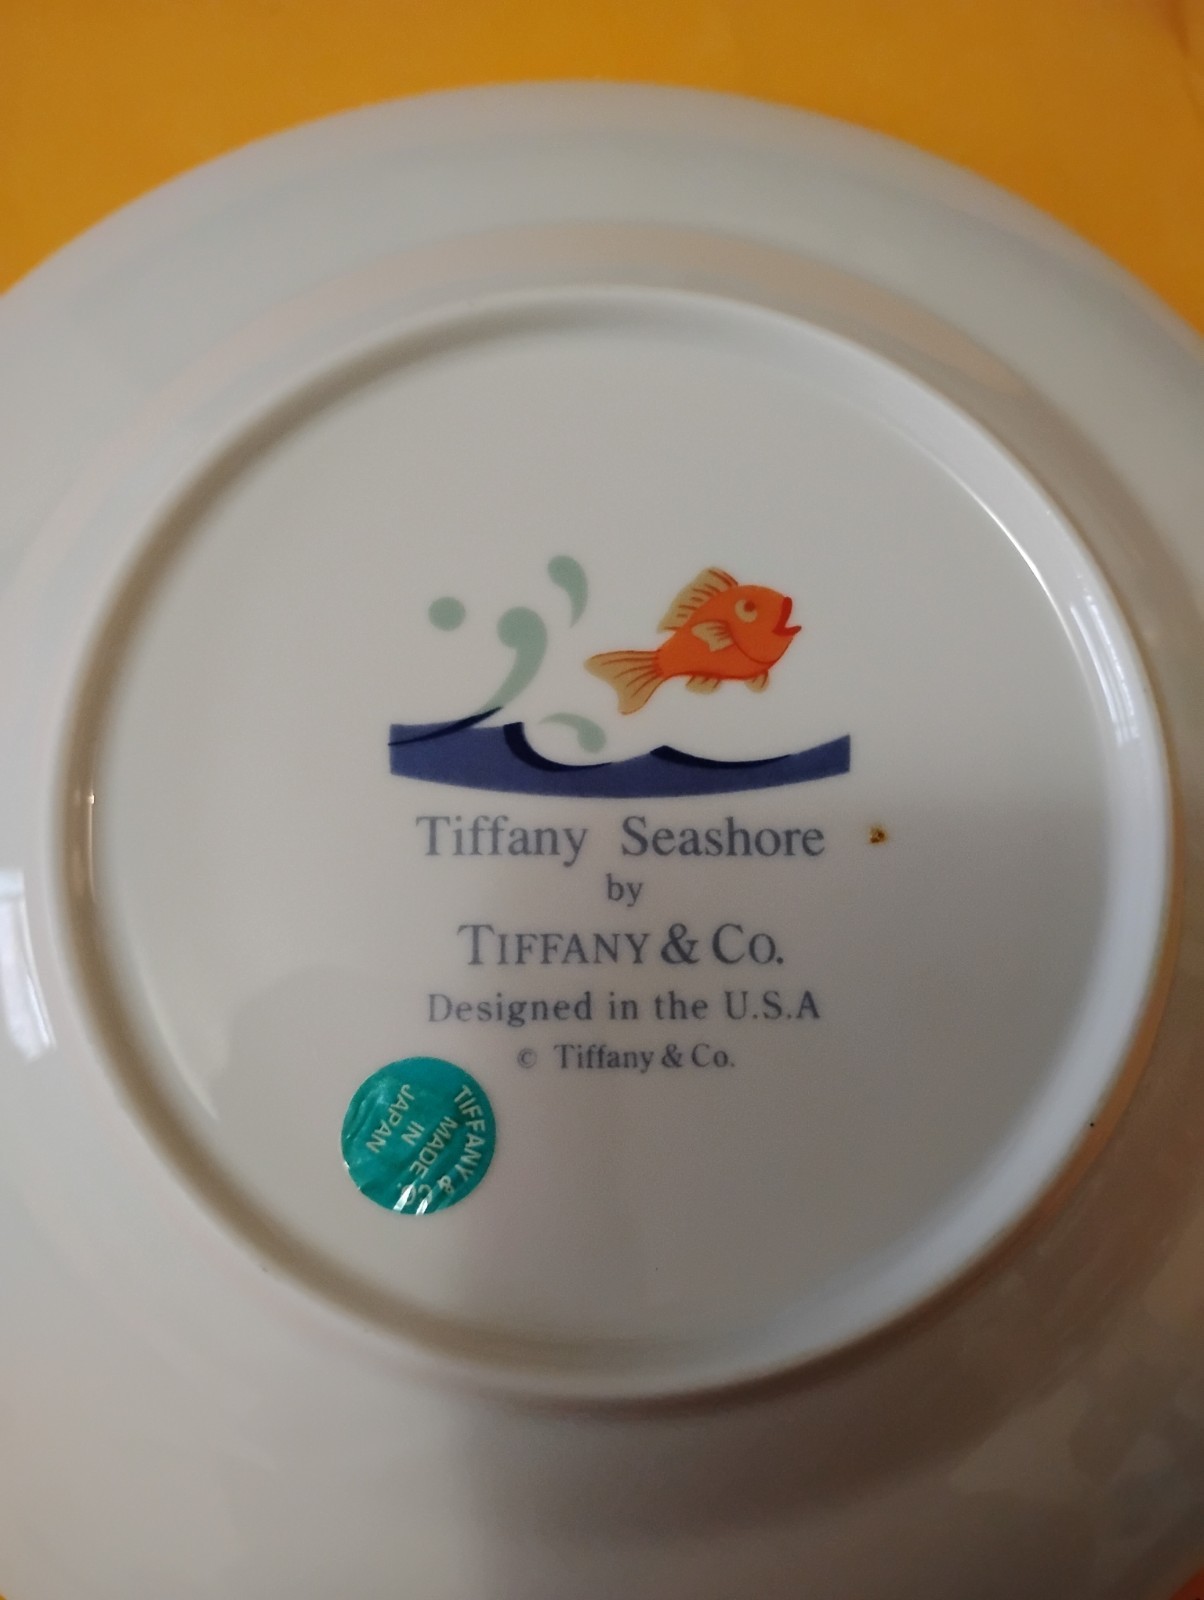 Tiffany Seashore
by
TIFFANY & CO.
Designed in the U.S.A
© Tiffany & Co.
TIFFANY & CO.
MADE
IN
JAPAN